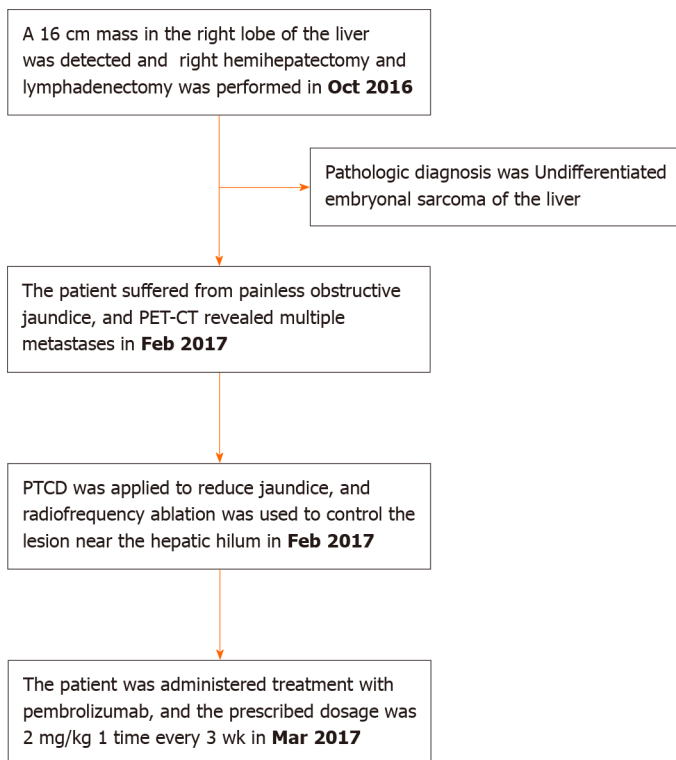 A 16 cm mass in the right lobe of the liver
was detected and right hemihepatectomy and
lymphadenectomy was performed in Oct 2016
Pathologic diagnosis was Undifferentiated
embryonal sarcoma of the liver
The patient suffered from painless obstructive
jaundice, and PET-CT revealed multiple
metastases in Feb 2017
PTCD was applied to reduce jaundice, and
radiofrequency ablation was used to control the
lesion near the hepatic hilum in Feb 2017
The patient was administered treatment with
pembrolizumab, and the prescribed dosage was
2 mg/kg 1 time every 3 wk in Mar 2017